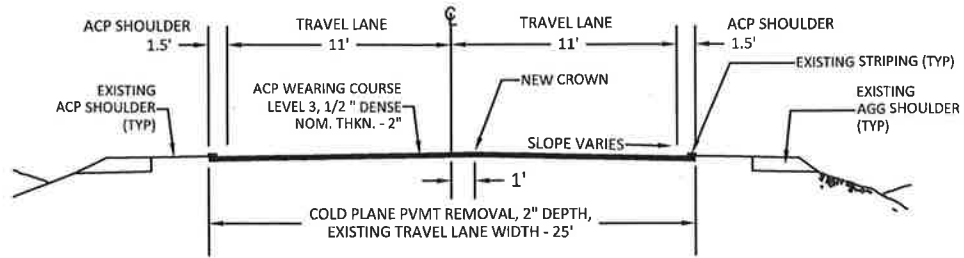 ℄
ACP SHOULDER
1.5'
TRAVEL LANE
11'
TRAVEL LANE
11'
ACP SHOULDER
1.5'
EXISTING
ACP SHOULDER
(TYP)
ACP WEARING COURSE
LEVEL 3, 1/2 " DENSE
NOM. THKN. - 2"
NEW CROWN
SLOPE VARIES
EXISTING STRIPING (TYP)
EXISTING
AGG SHOULDER
(TYP)
1'
COLD PLANE PVMT REMOVAL, 2" DEPTH,
EXISTING TRAVEL LANE WIDTH - 25'